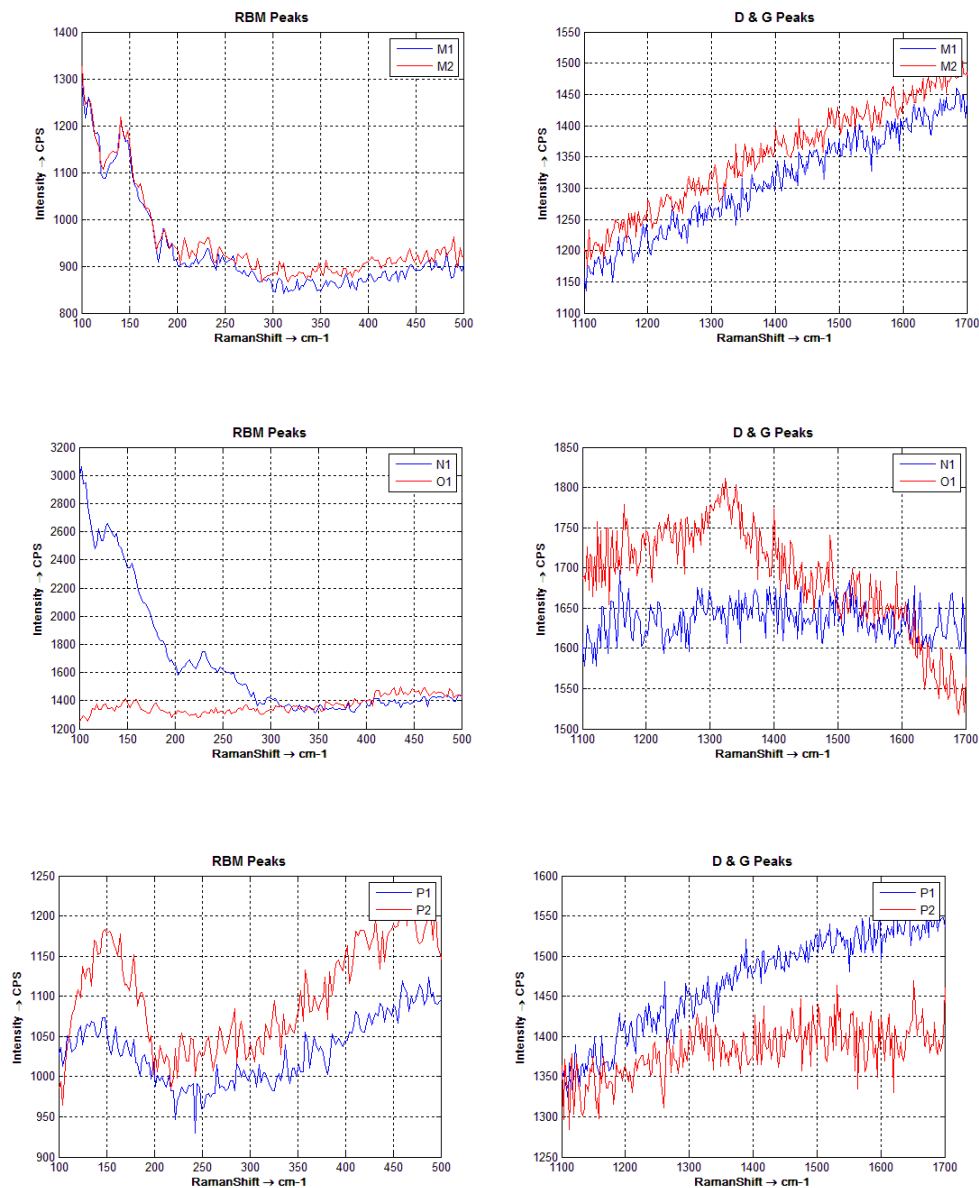 RBM Peaks
1400
1300
1200
1100
1000
900
800
100 150 200 250 300 350 400 450 500
Intensity → CPS
RamanShift → cm-1
M1
M2
D & G Peaks
1550
1500
1450
1400
1350
1300
1250
1200
1150
1100
1100 1200 1300 1400 1500 1600 1700
Intensity → CPS
RamanShift → cm-1
M1
M2
RBM Peaks
3200
3000
2800
2600
2400
2200
2000
1800
1600
1400
1200
100 150 200 250 300 350 400 450 500
Intensity → CPS
RamanShift → cm-1
N1
O1
D & G Peaks
1850
1800
1750
1700
1650
1600
1550
1500
1100 1200 1300 1400 1500 1600 1700
Intensity → CPS
RamanShift → cm-1
N1
O1
RBM Peaks
1250
1200
1150
1100
1050
1000
950
900
100 150 200 250 300 350 400 450 500
Intensity → CPS
RamanShift → cm-1
P1
P2
D & G Peaks
1600
1550
1500
1450
1400
1350
1300
1250
1100 1200 1300 1400 1500 1600 1700
Intensity → CPS
RamanShift → cm-1
P1
P2